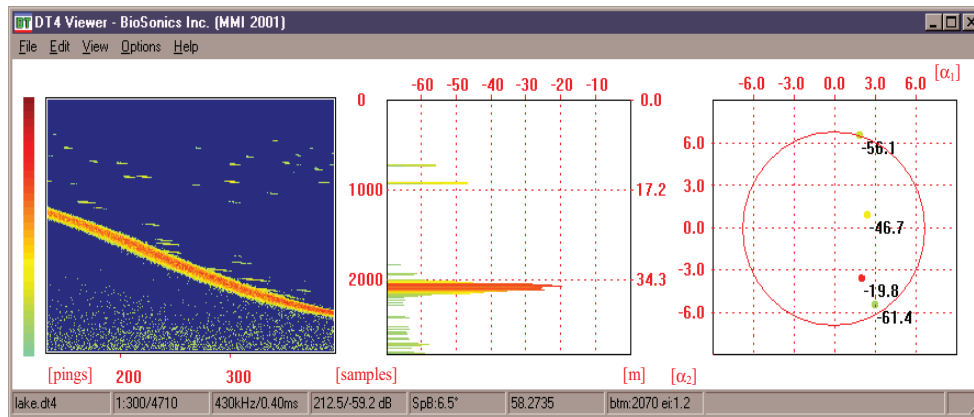 DT DT4 Viewer - BioSonics Inc. (MMI 2001)
File Edit View Options Help
-60 -50 -40 -30 -20 -10
-6.0 -3.0 0.0 3.0 6.0 [α1]
0 0.0
1000 17.2
2000 34.3
6.0
3.0
0.0
-3.0
-6.0
-56.1
-46.7
-19.8
-61.4
[pings] 200 300 [samples] [m] [α2]
lake.dt4 1:300/4710 430kHz/0.40ms 212.5/-59.2 dB SpB:6.5° 58.2735 btm:2070 ei:1.2